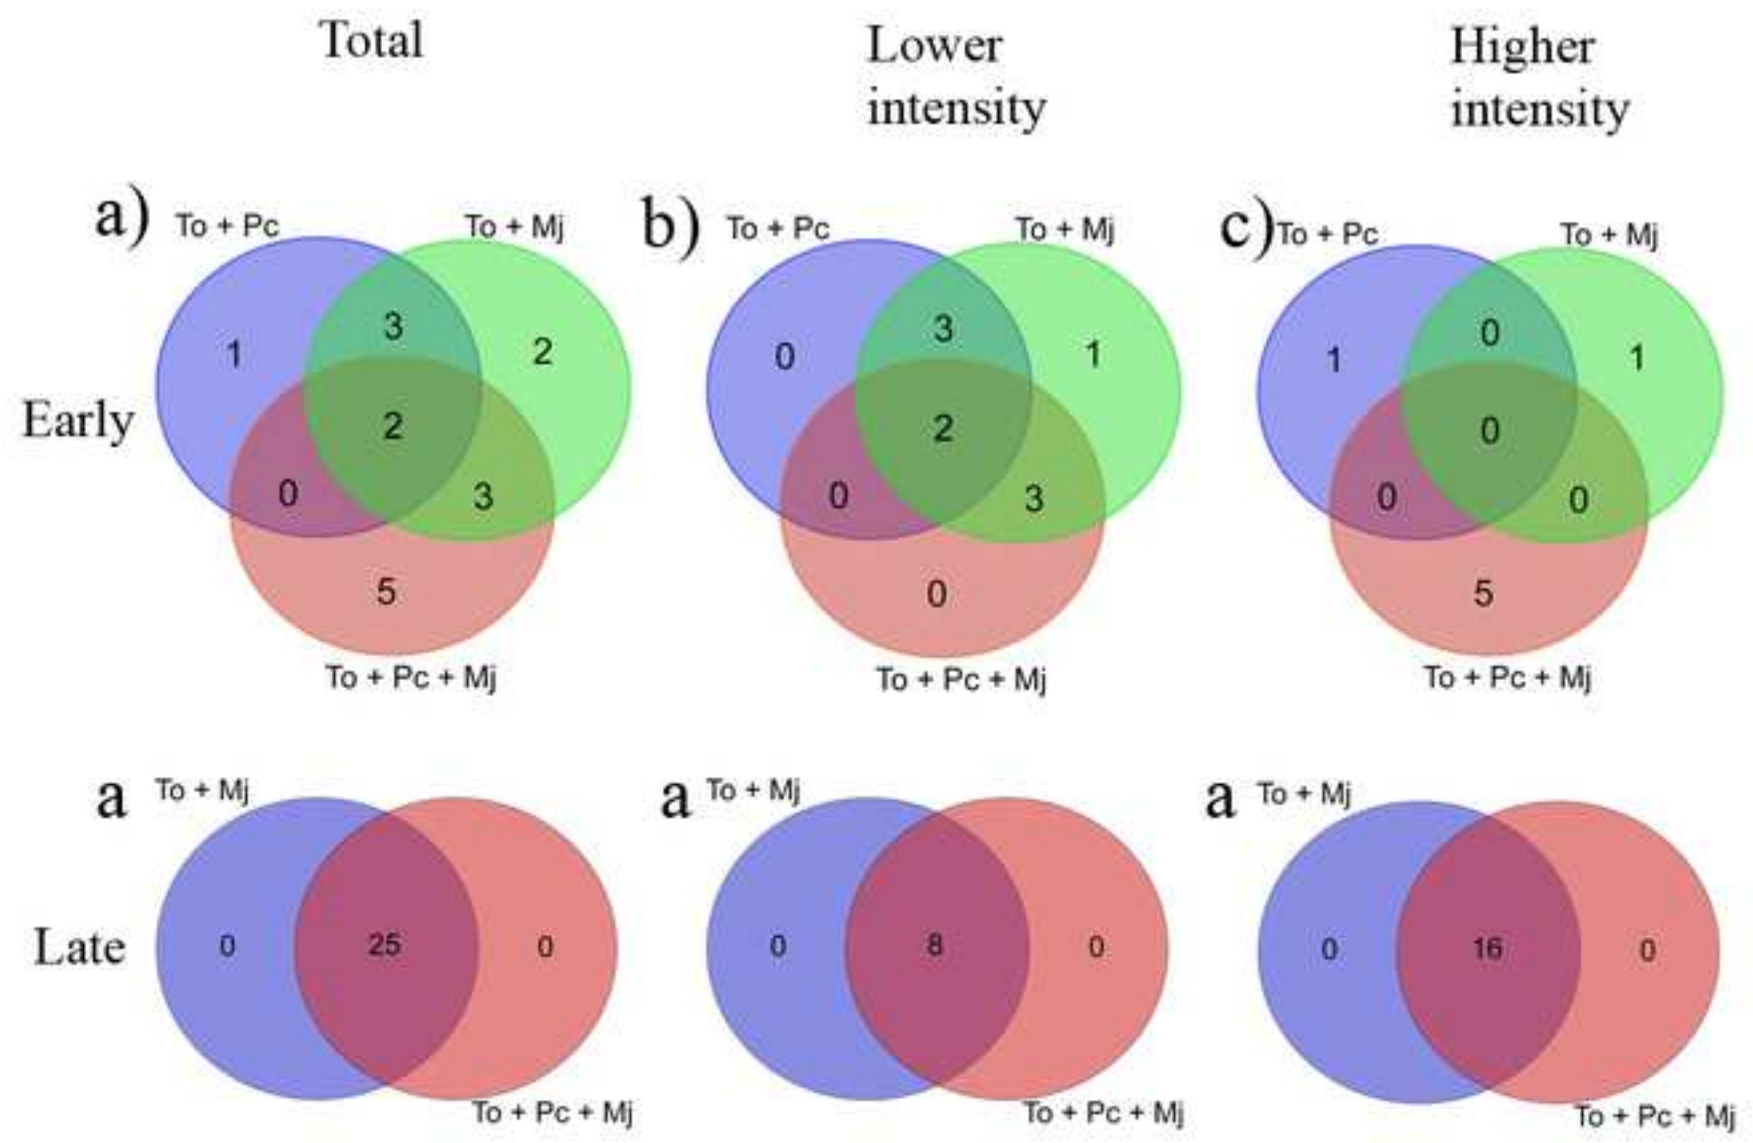 Total
Lower
intensity
Higher
intensity
a)
To + Pc
To + Mj
b)
To + Pc
To + Mj
c)
To + Pc
To + Mj
Early
1
3
2
2
0
3
5
To + Pc + Mj
0
3
1
2
0
3
0
To + Pc + Mj
1
0
1
0
0
0
5
To + Pc + Mj
Late
a
To + Mj
0
25
0
To + Pc + Mj
a
To + Mj
0
8
0
To + Pc + Mj
a
To + Mj
0
16
0
To + Pc + Mj